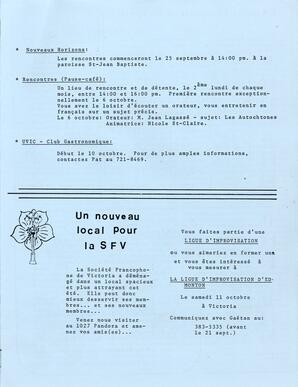 * Nouveaux Horizons:
Les rencontres commenceront le 25 septembre à 14:00 pm. à la
paroisse St-Jean Baptiste.
* Rencontres (Pause-café):
Un lieu de rencontre et de détente, le 2ème lundi de chaque
mois, entre 14:00 et 16:00 pm. Première rencontre exception-
nellement le 6 octobre.
Vous avez le loisir d'écouter un orateur, vous entretenir en
français sur un sujet précis.
Le 6 octobre: Orateur: M. Jean Lagassé - sujet: Les Autochtones
Animatrice: Nicole St-Claire.
* UVIC - Club Gastronomique:
Début le 10 octobre. Pour de plus amples informations,
contactez Pat au 721-8469.
Un nouveau
local Pour
la SFV
La Société Francopho-
ne de Victoria a déména-
gé dans un local spacieux
et plus attrayant cet
été. Elle peut donc
mieux desservir ses mem-
bres... et ses nouveaux
membres...
Venez nous visiter
au 1027 Pandora et ame-
nez vos amis(es)...
Vous faites partie d'une
LIGUE D'IMPROVISATION
ou vous aimeriez en former une
et vous êtes intéressé à
vous mesurer à
LA LIGUE D'IMPROVISATION D'ED-
MONTON
Le samedi 11 octobre
à Victoria
Communiquez avec Gaétan au:
383-5335 (avant
le 21 sept.)